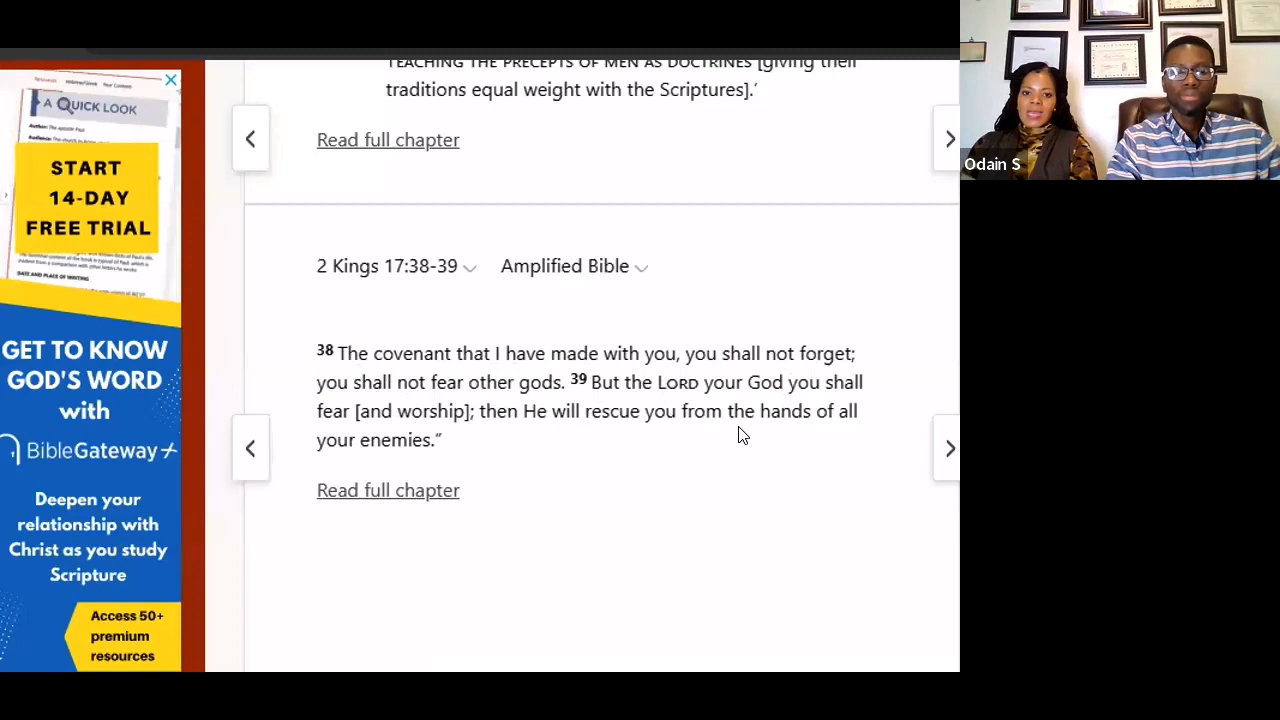 TEACHING THE PRECEPTS OF MEN AS DOCTRINES [giving their
traditions equal weight with the Scriptures].’
Read full chapter
2 Kings 17:38-39 Amplified Bible
38 The covenant that I have made with you, you shall not forget;
you shall not fear other gods. 39 But the LORD your God you shall
fear [and worship]; then He will rescue you from the hands of all
your enemies.”
Read full chapter
A QUICK LOOK
START
14-DAY
FREE TRIAL
DATE AND PLACE OF WRITING
GET TO KNOW
GOD'S WORD
with
BibleGateway+
Deepen your
relationship with
Christ as you study
Scripture
Access 50+
premium
resources
Odain S